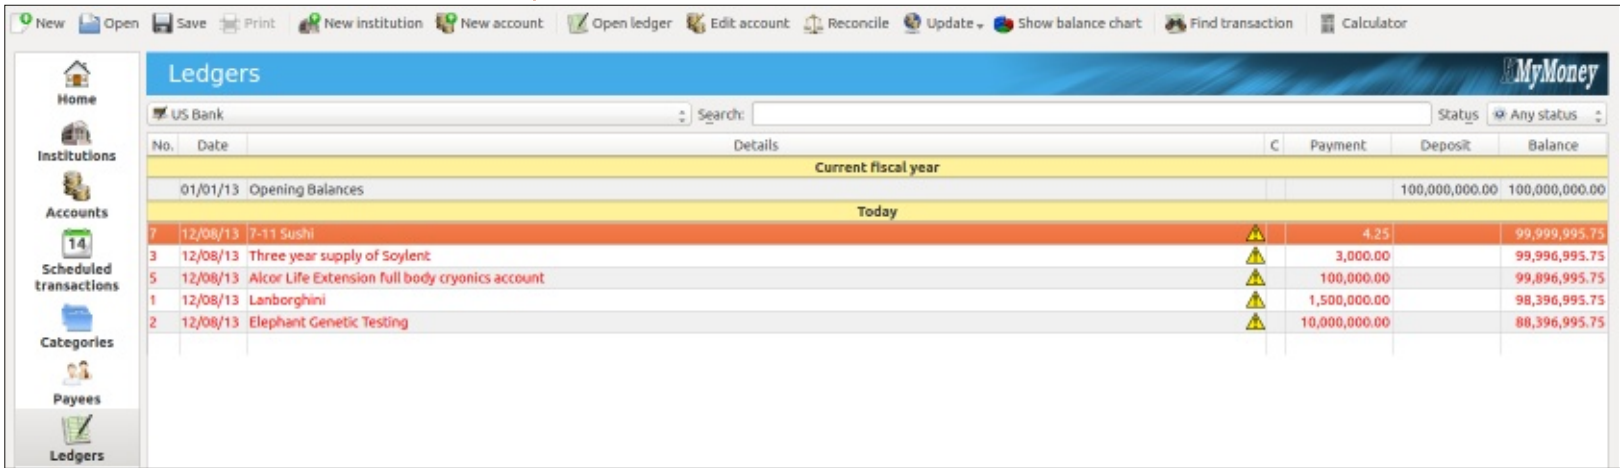 New Open Save Print New institution New account Open ledger Edit account Reconcile Update Show balance chart Find transaction Calculator
Home
Institutions
Accounts
14
Scheduled
transactions
Categories
Payees
Ledgers
Ledgers KMyMoney
US Bank Search: Status Any status
No. Date Details C Payment Deposit Balance
Current fiscal year
01/01/13 Opening Balances 100,000,000.00 100,000,000.00
Today
7 12/08/13 7-11 Sushi 4.25 99,999,995.75
3 12/08/13 Three year supply of Soylent 3,000.00 99,996,995.75
5 12/08/13 Alcor Life Extension full body cryonics account 100,000.00 99,896,995.75
1 12/08/13 Lanborghini 1,500,000.00 98,396,995.75
2 12/08/13 Elephant Genetic Testing 10,000,000.00 88,396,995.75